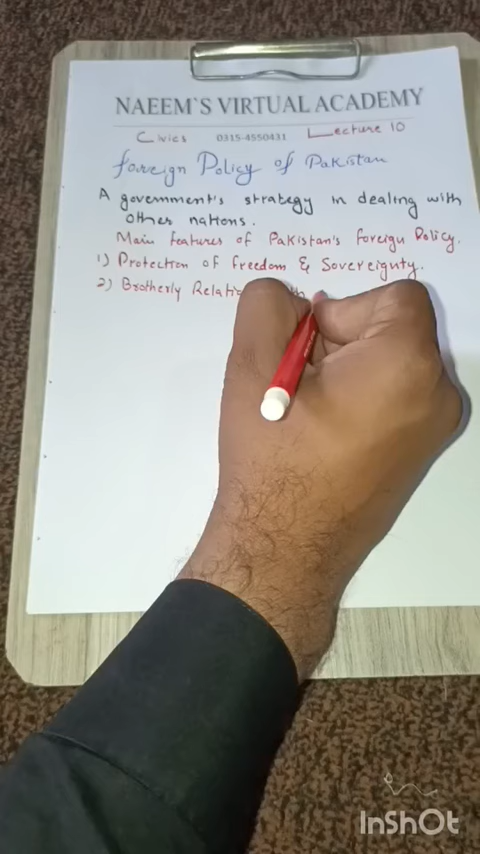 NAEEM`S VIRTUAL ACADEMY
Civics 0315-4550431 Lecture 10
foreign Policy of Pakistan
A government's strategy in dealing with
other nations.
Main features of Pakistan's foreign Policy.
1) Protection of freedom & Sovereignty.
2) Brotherly
InShOt